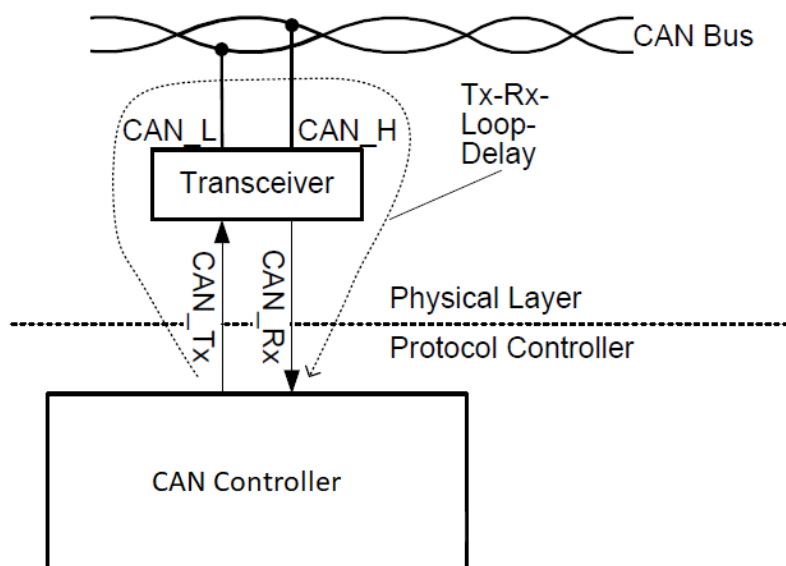 CAN Bus
Tx-Rx-
Loop-
Delay
CAN_L
CAN_H
Transceiver
CAN_Tx
CAN_Rx
Physical Layer
Protocol Controller
CAN Controller